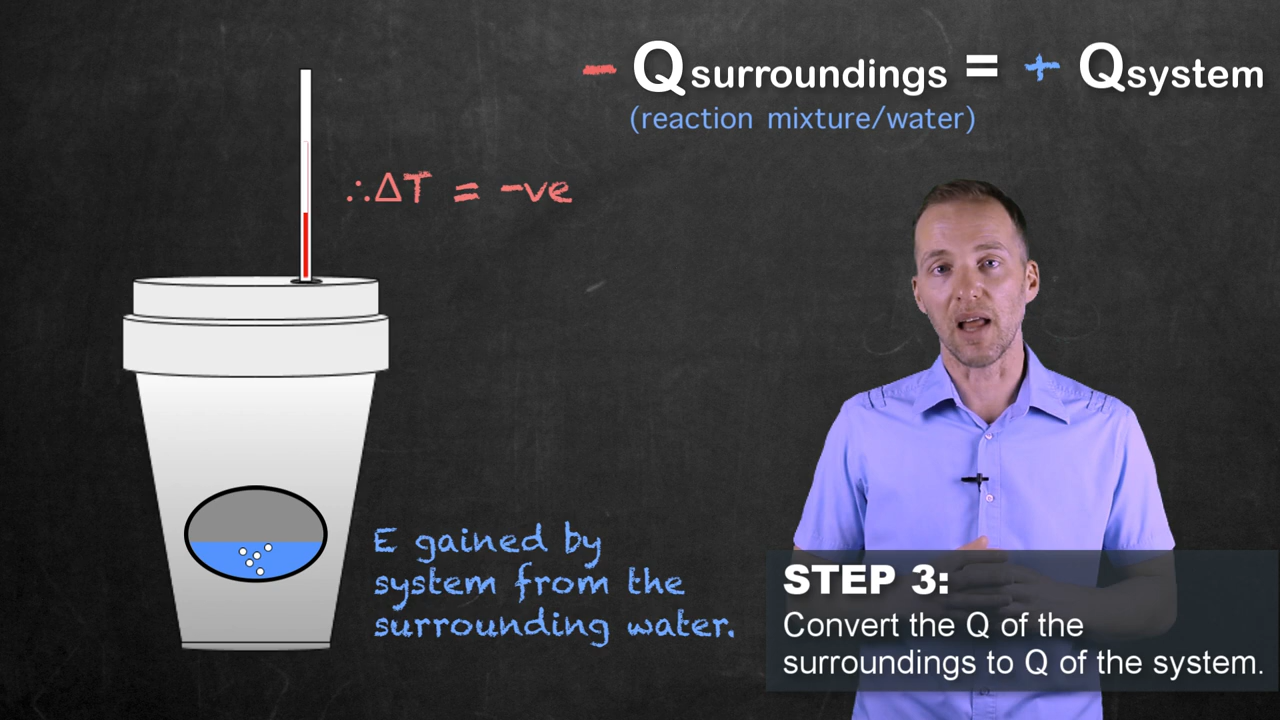 - Qsurroundings = + Qsystem
(reaction mixture/water)
∴ΔT = -ve
E gained by
system from the
surrounding water.
STEP 3:
Convert the Q of the
surroundings to Q of the system.